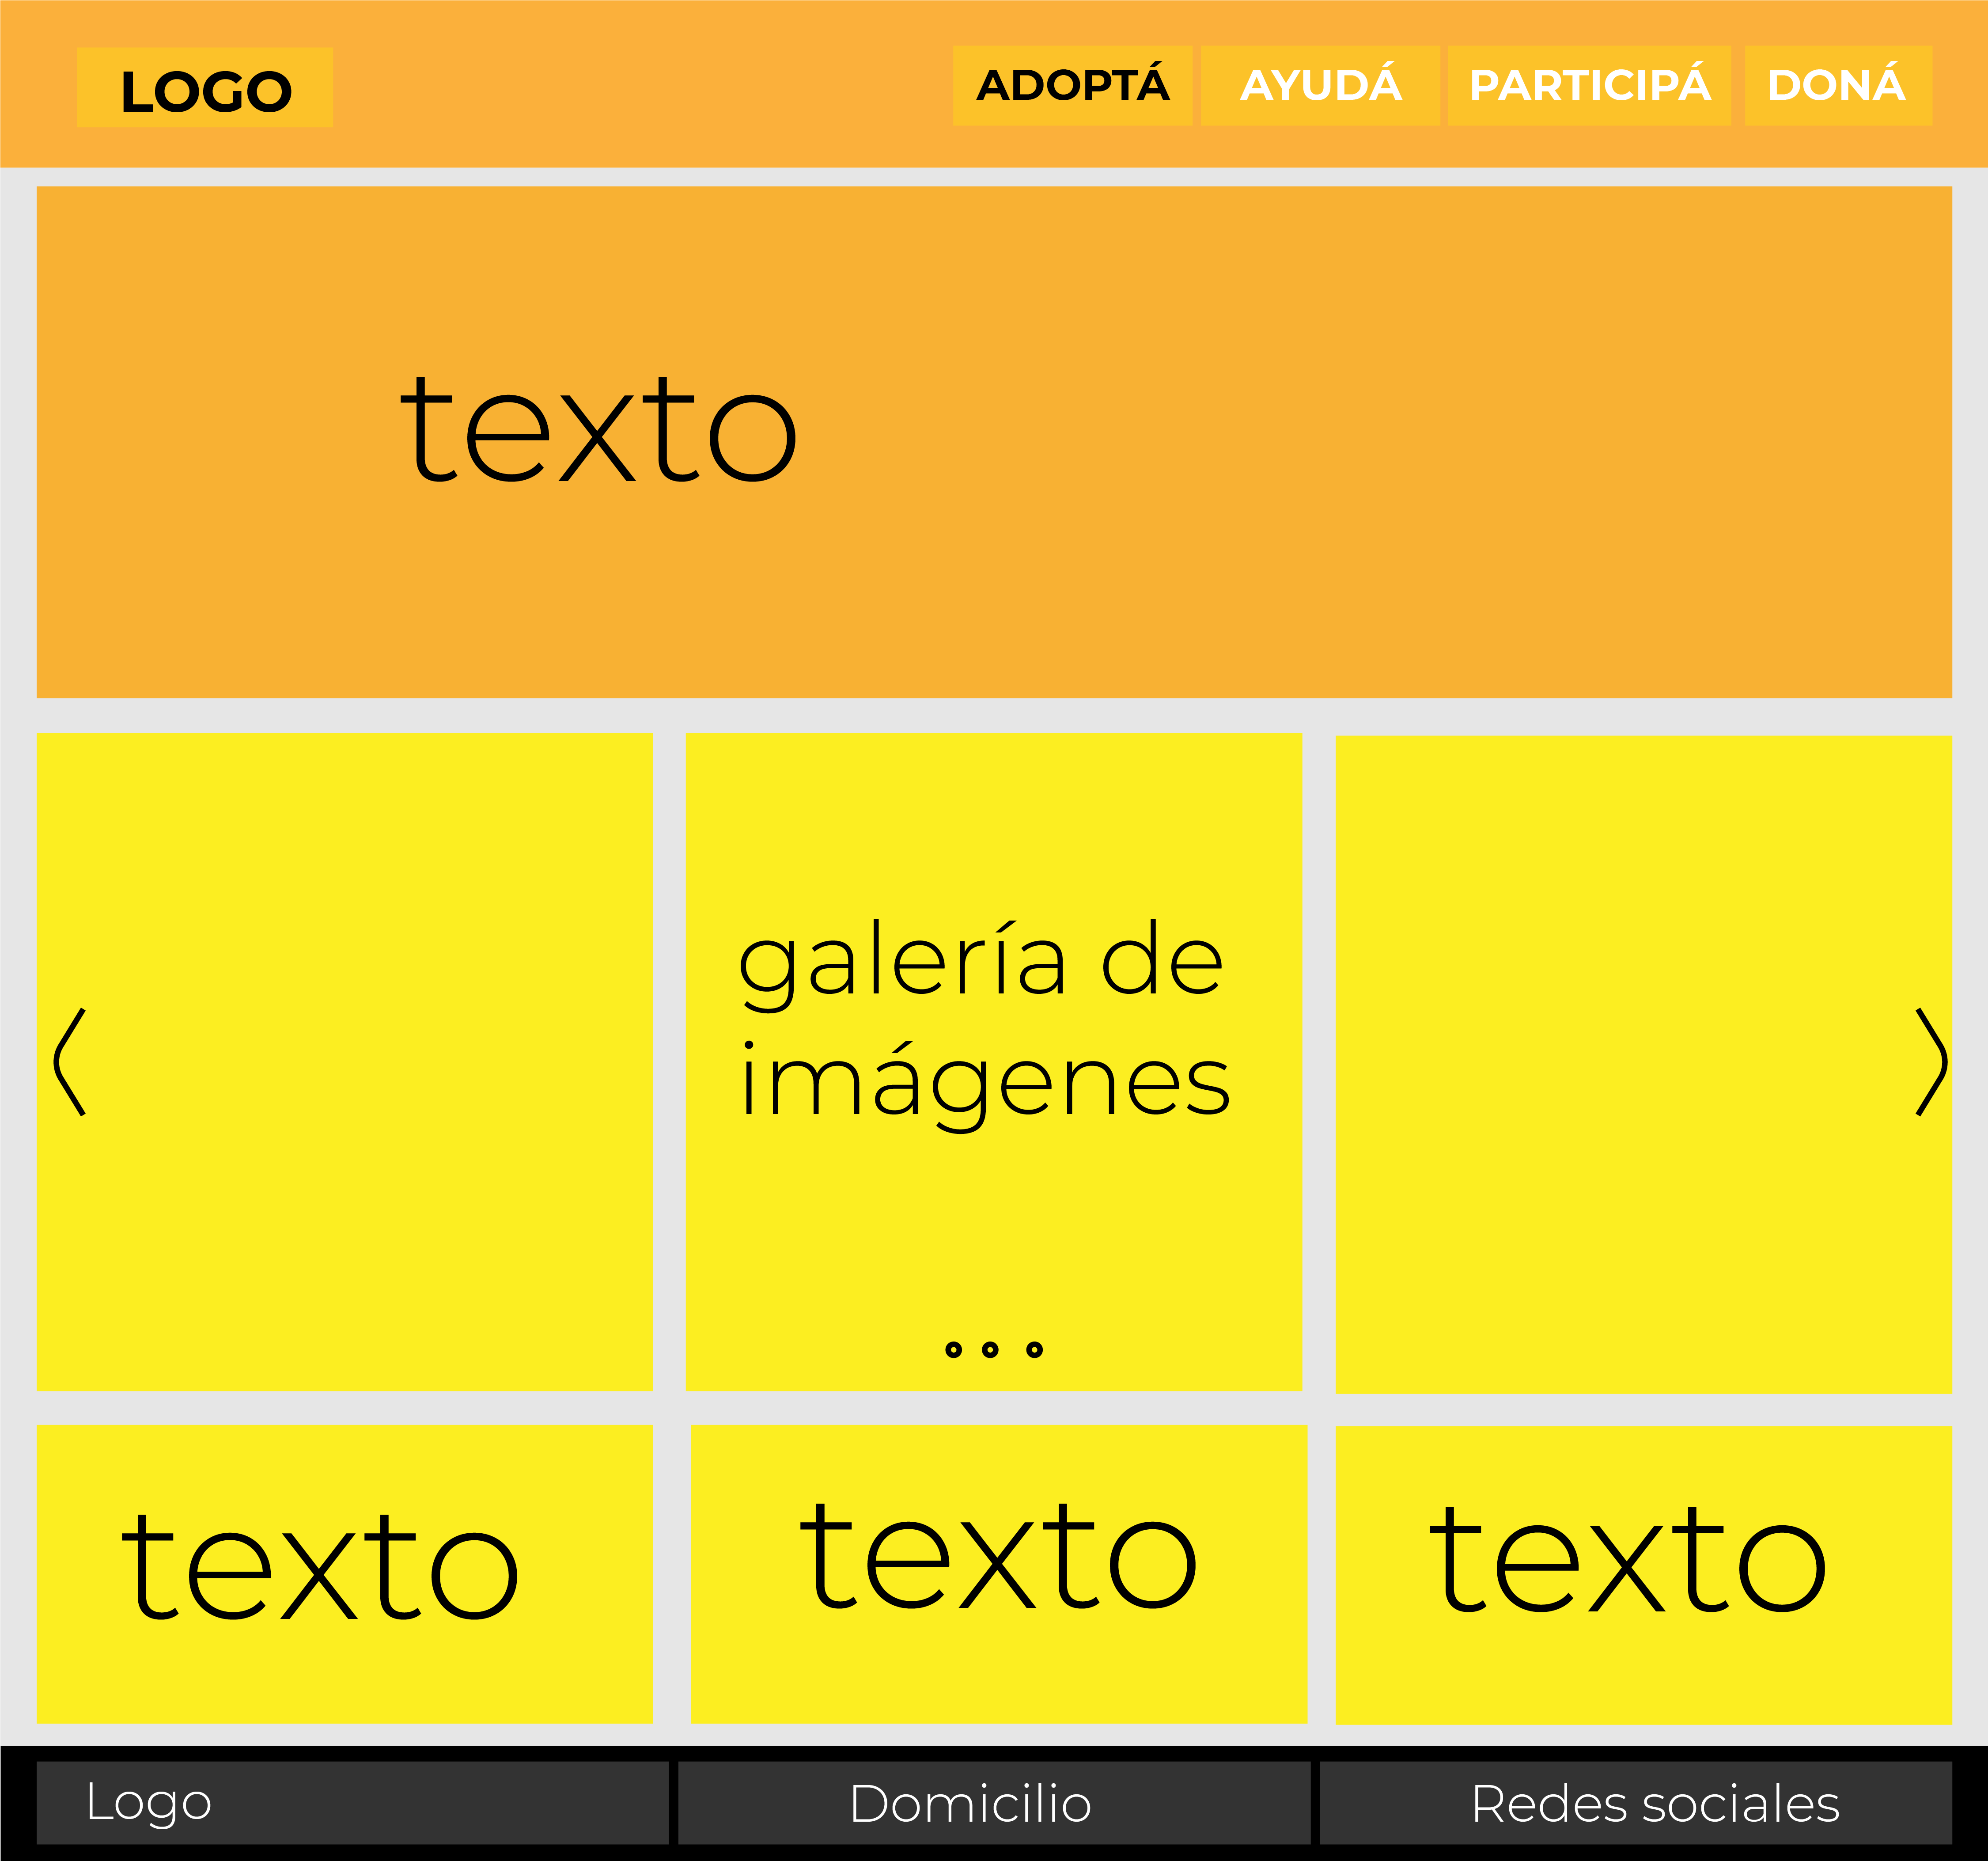 LOGO
ADOPTÁ
AYUDÁ
PARTICIPÁ
DONÁ
texto
galería de
imágenes
texto
texto
texto
Logo
Domicilio
Redes sociales